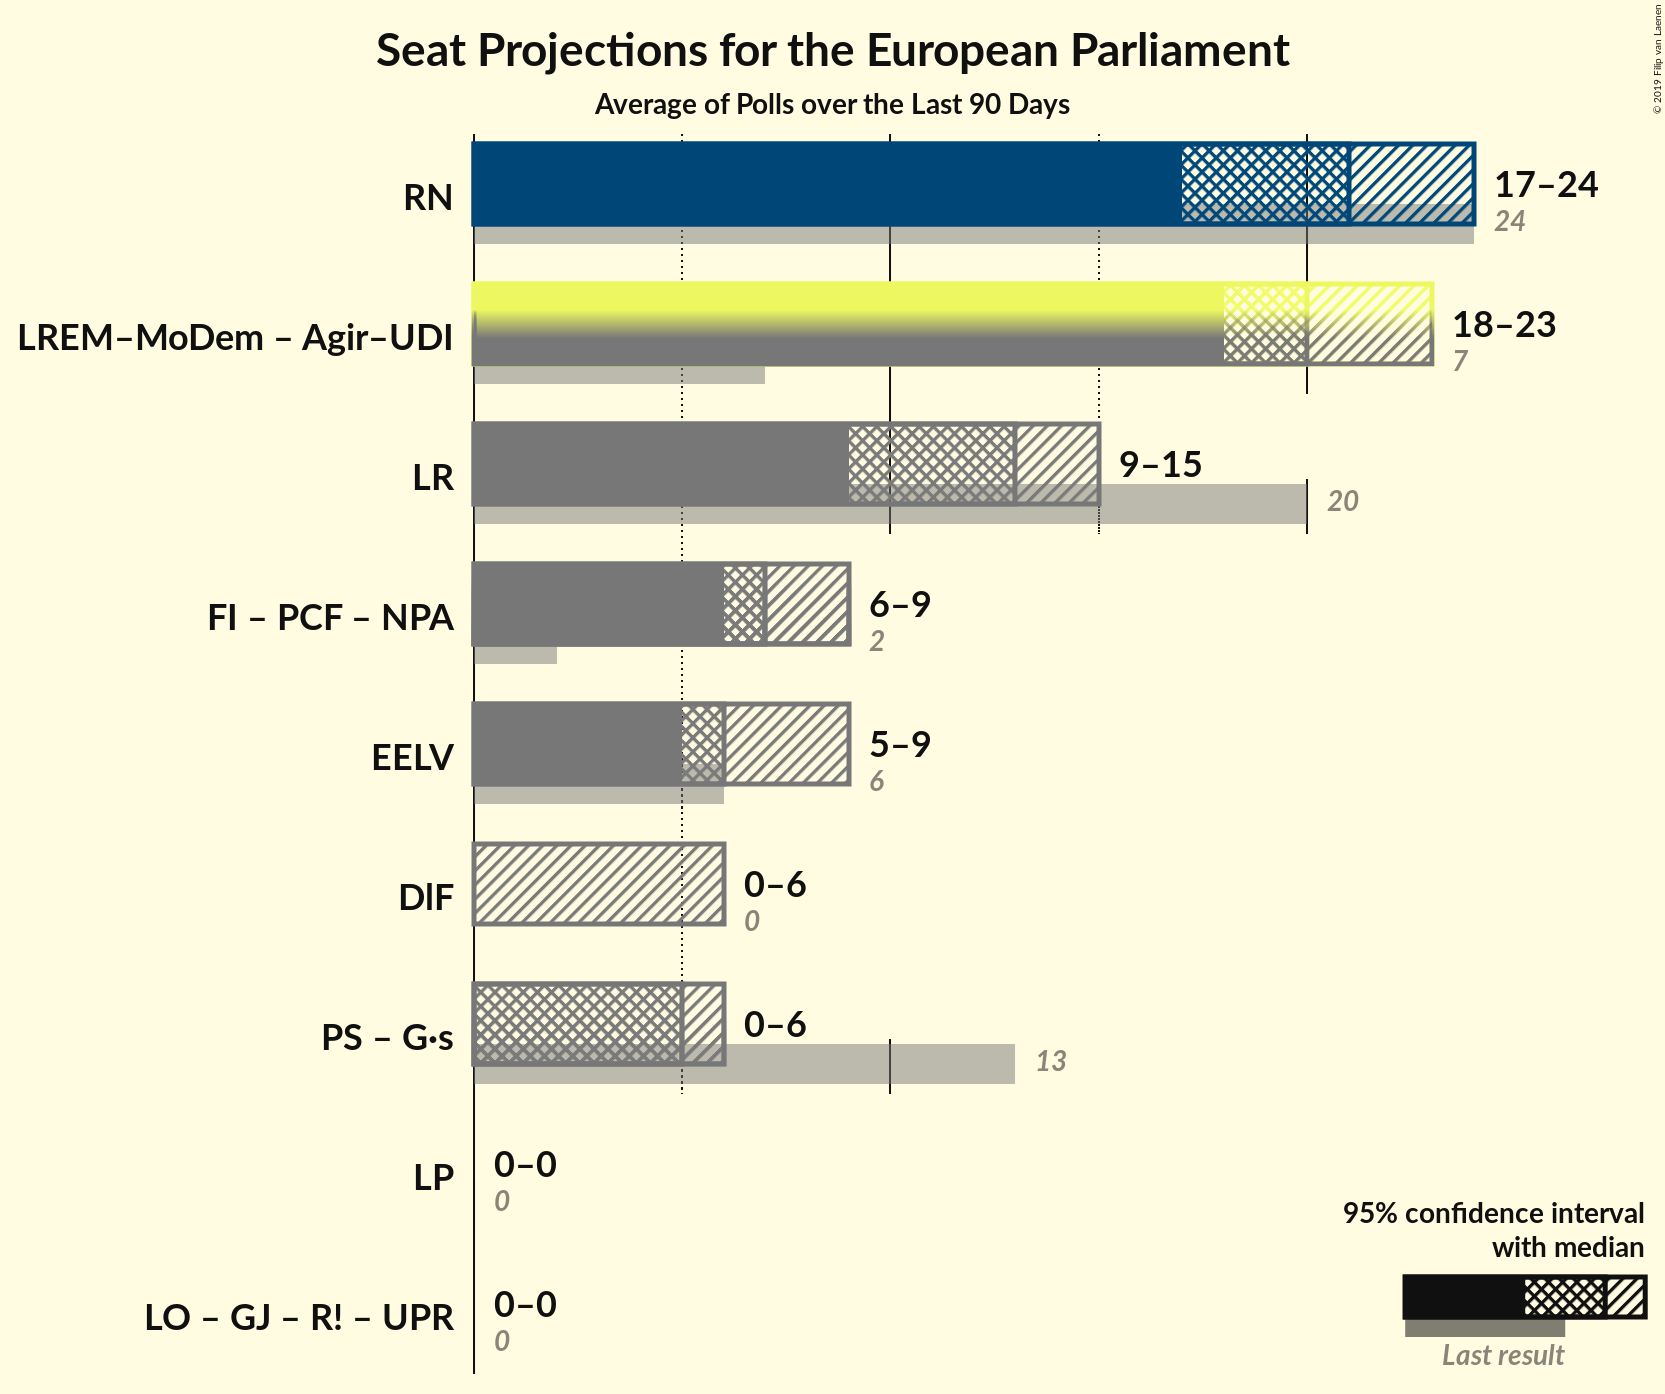 Seat Projections for the European Parliament
Average of Polls over the Last 90 Days
© 2019 Filip van Laenen
RN
17–24
24
LREM–MoDem – Agir–UDI
18–23
7
LR
9–15
20
FI – PCF – NPA
6–9
2
EELV
5–9
6
DlF
0–6
0
PS – G·s
0–6
13
LP
0–0
0
LO – GJ – R! – UPR
0–0
0
95% confidence interval
with median
Last result